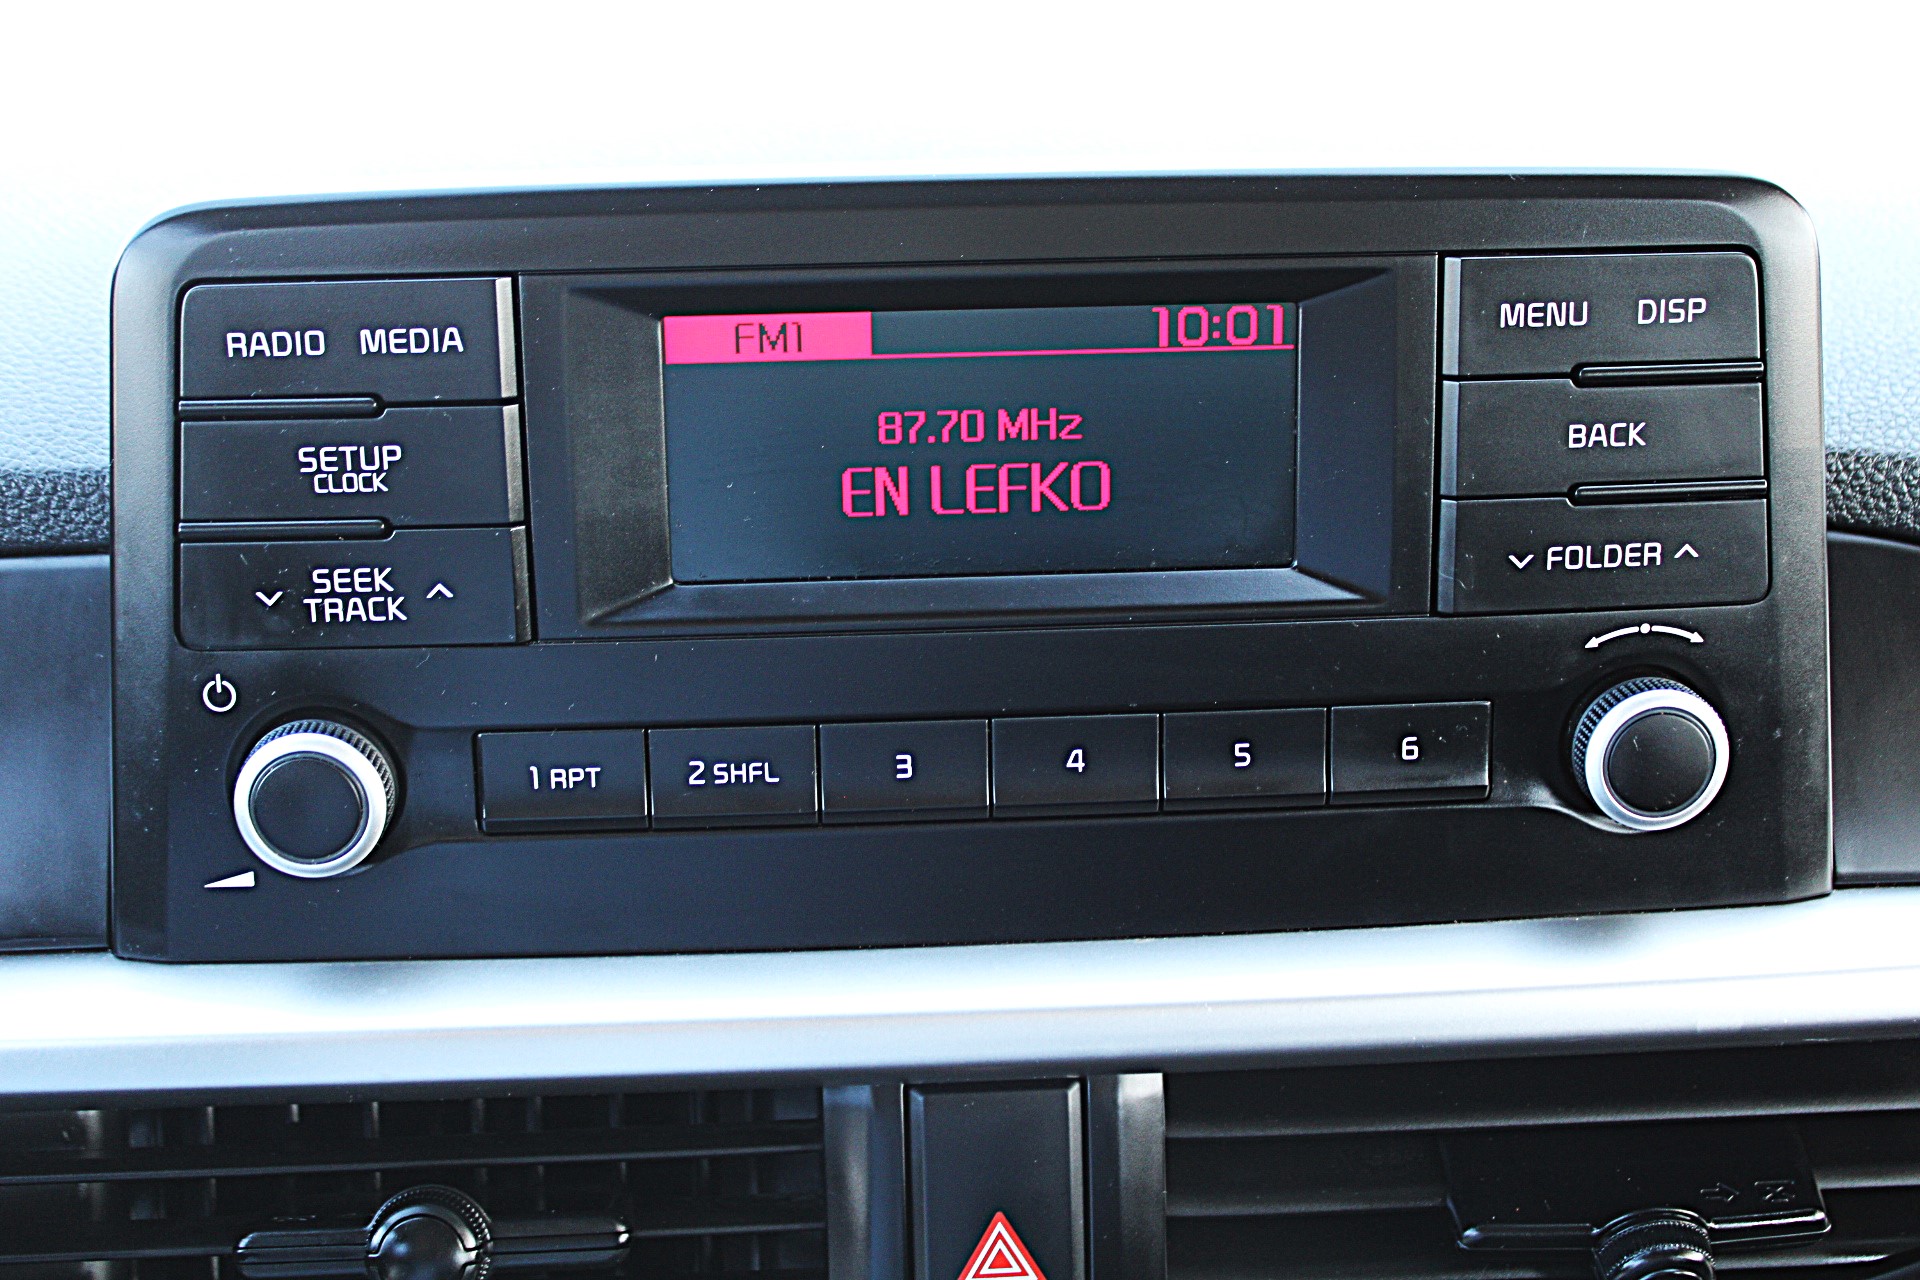 RADIO MEDIA
SETUP
CLOCK
SEEK
TRACK
FM1 10:01
87.70 MHz
EN LEFKO
MENU DISP
BACK
FOLDER
1 RPT 2 SHFL 3 4 5 6